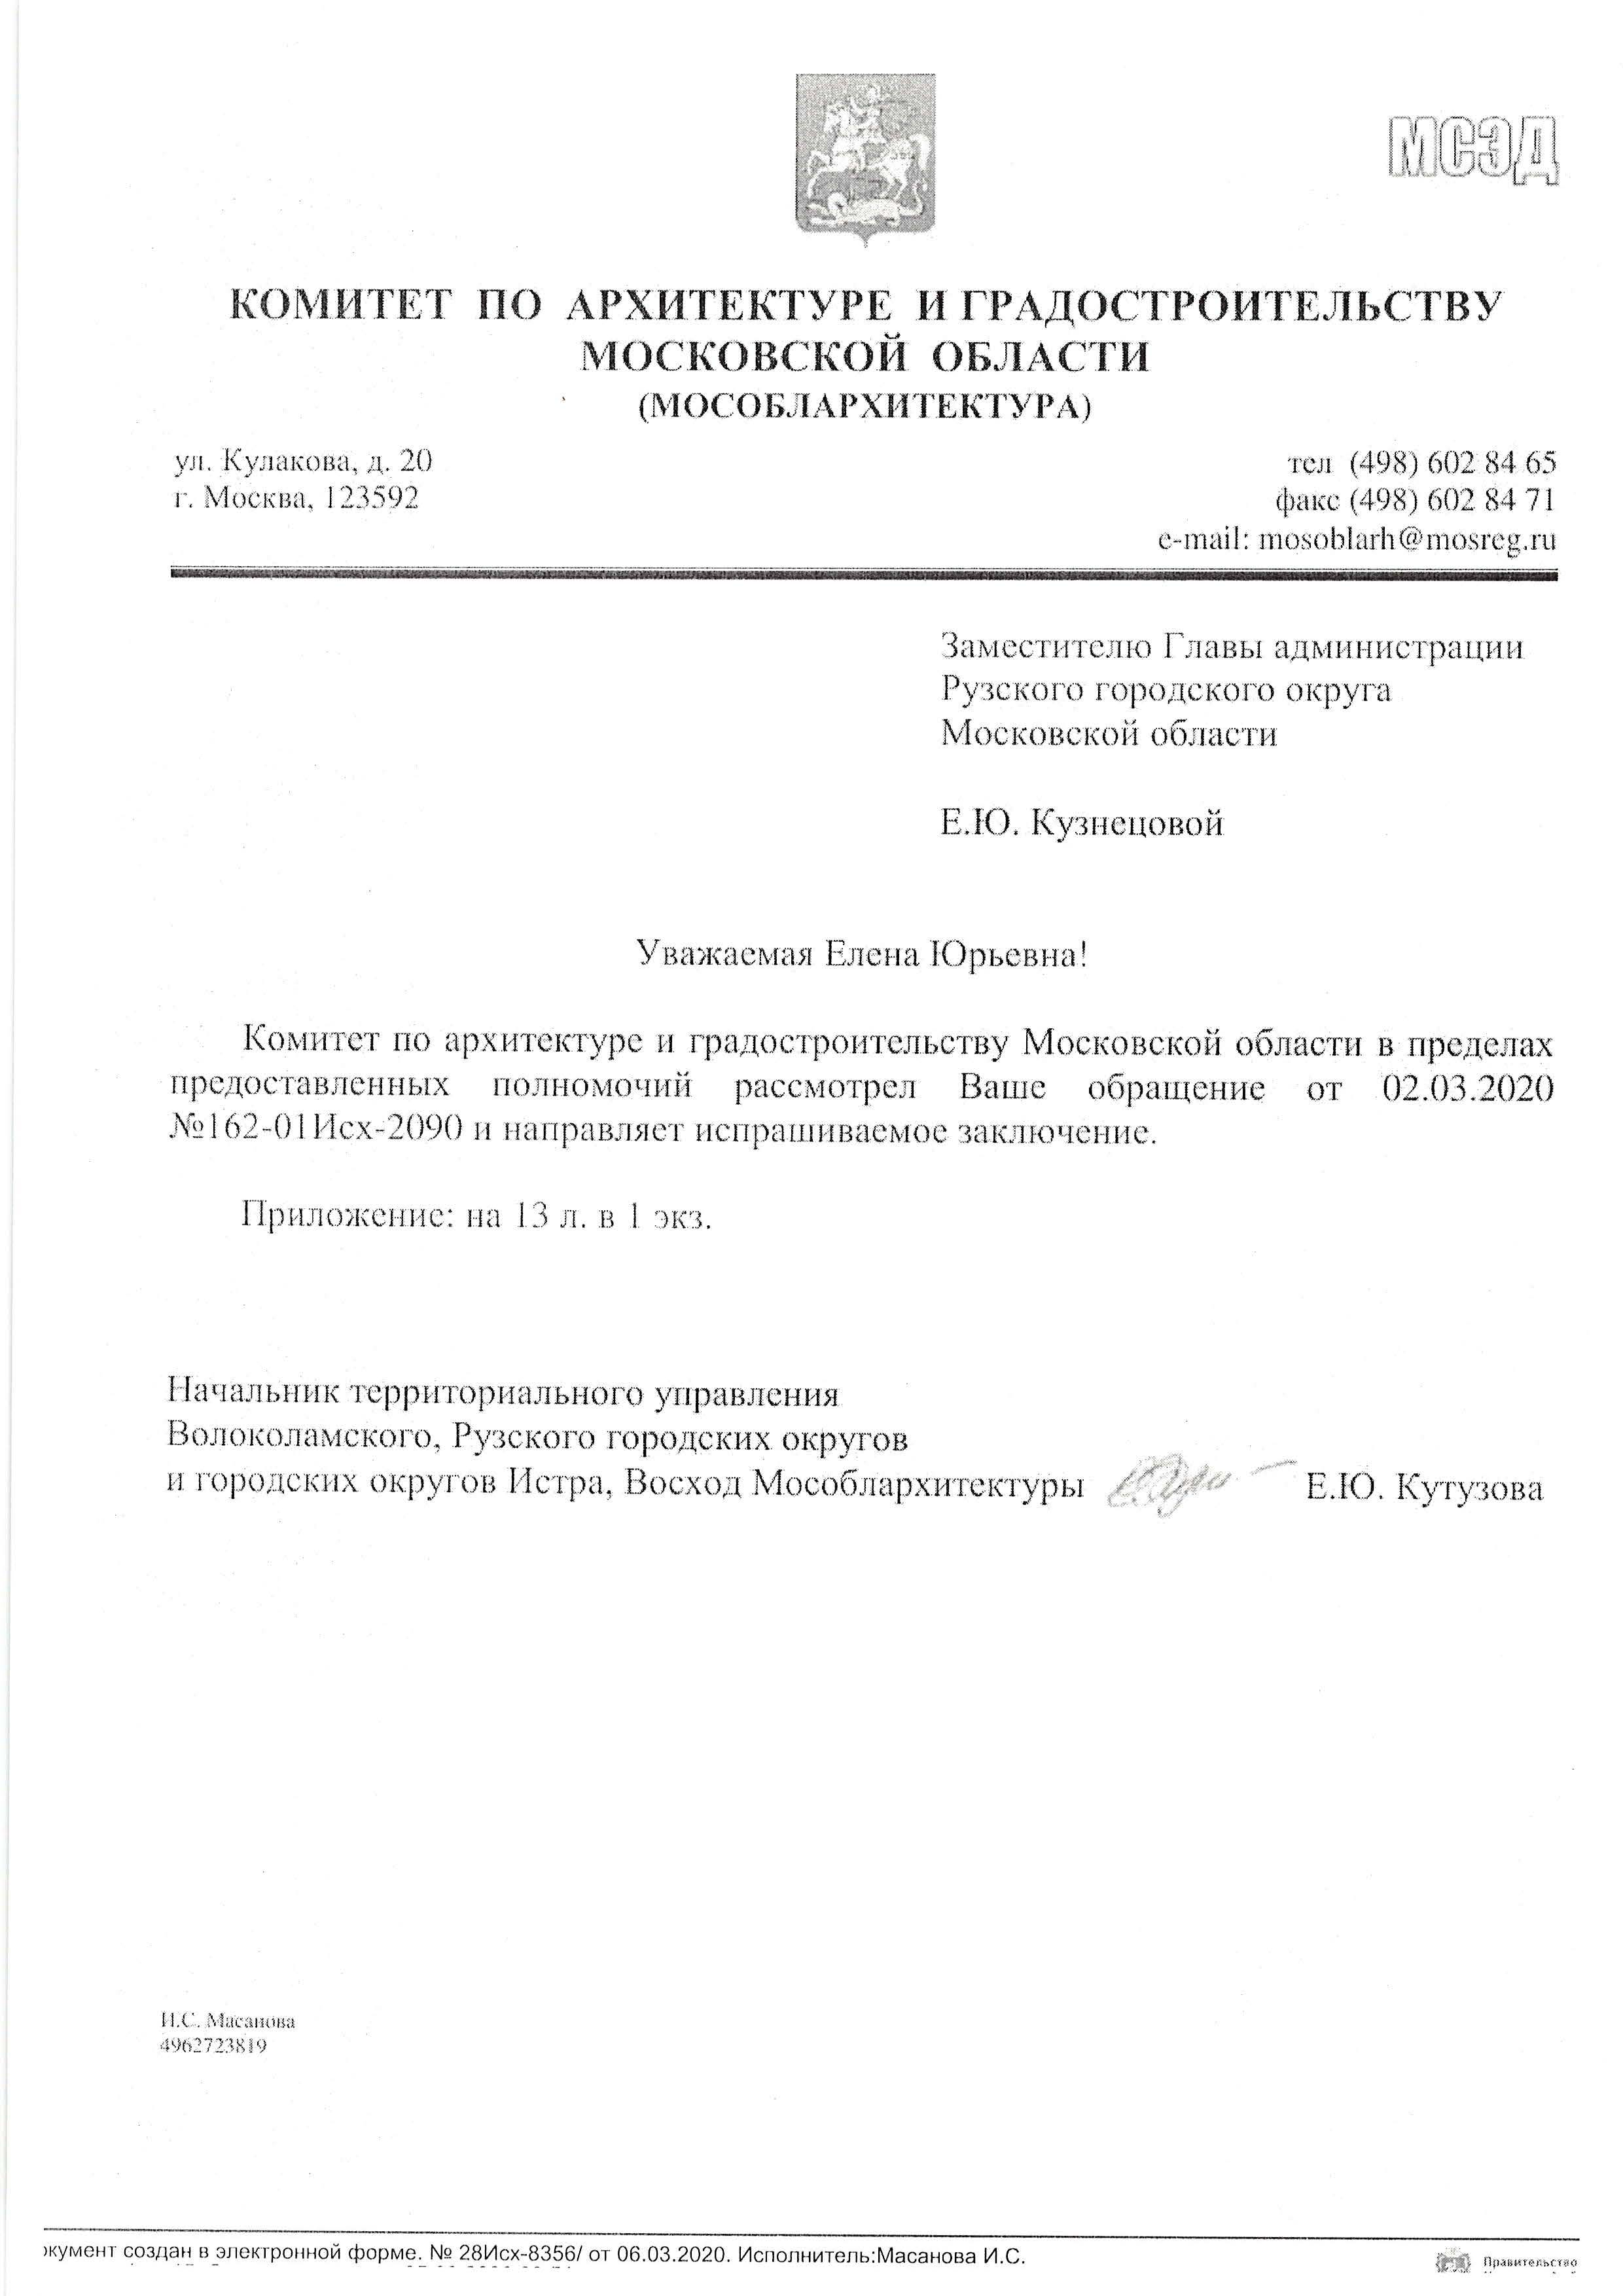 МСЭД
КОМИТЕТ ПО АРХИТЕКТУРЕ И ГРАДОСТРОИТЕЛЬСТВУ
МОСКОВСКОЙ ОБЛАСТИ
(МОСОБЛАРХИТЕКТУРА)
ул. Кулакова, д. 20
г. Москва, 123592
тел (498) 602 84 65
факс (498) 602 84 71
e-mail: mosoblarh@mosreg.ru
Заместителю Главы администрации
Рузского городского округа
Московской области
Е.Ю. Кузнецовой
Уважаемая Елена Юрьевна!
Комитет по архитектуре и градостроительству Московской области в пределах
предоставленных полномочий рассмотрел Ваше обращение от 02.03.2020
№162-01Исх-2090 и направляет испрашиваемое заключение.
Приложение: на 13 л. в 1 экз.
Начальник территориального управления
Волоколамского, Рузского городских округов
и городских округов Истра, Восход Мособлархитектуры Е.Ю. Кутузова
И.С. Масанова
4962723819
окумент создан в электронной форме. № 28Исх-8356/ от 06.03.2020. Исполнитель:Масанова И.С.
Правительство